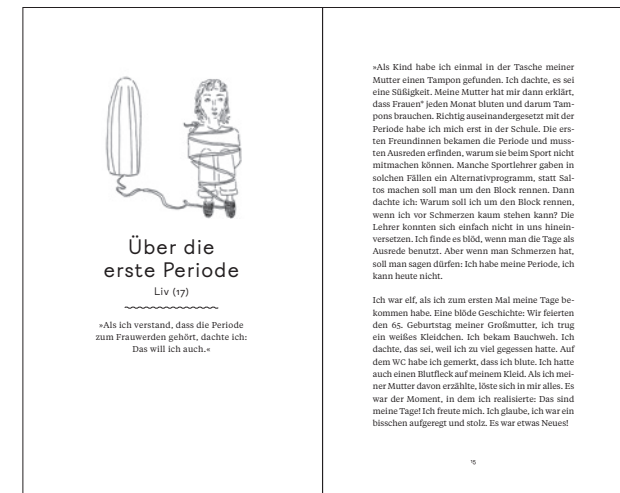 Über die
erste Periode
Liv (17)
»Als ich verstand, dass die Periode
zum Frauwerden gehört, dachte ich:
Das will ich auch.«
»Als Kind habe ich einmal in der Tasche meiner
Mutter einen Tampon gefunden. Ich dachte, es sei
eine Süßigkeit. Meine Mutter hat mir dann erklärt,
dass Frauen* jeden Monat bluten und darum Tam-
pons brauchen. Richtig auseinandergesetzt mit der
Periode habe ich mich erst in der Schule. Die ers-
ten Freundinnen bekamen die Periode und muss-
ten Ausreden erfinden, warum sie beim Sport nicht
mitmachen können. Manche Sportlehrer gaben in
solchen Fällen ein Alternativprogramm, statt Sal-
tos machen soll man um den Block rennen. Dann
dachte ich: Warum soll ich um den Block rennen,
wenn ich vor Schmerzen kaum stehen kann? Die
Lehrer konnten sich einfach nicht in uns hinein-
versetzen. Ich finde es blöd, wenn man die Tage als
Ausrede benutzt. Aber wenn man Schmerzen hat,
soll man sagen dürfen: Ich habe meine Periode, ich
kann heute nicht.
Ich war elf, als ich zum ersten Mal meine Tage be-
kommen habe. Eine blöde Geschichte: Wir feierten
den 65. Geburtstag meiner Großmutter, ich trug
ein weißes Kleidchen. Ich bekam Bauchweh. Ich
dachte, das sei, weil ich zu viel gegessen hatte. Auf
dem WC habe ich gemerkt, dass ich blute. Ich hatte
auch einen Blutfleck auf meinem Kleid. Als ich mei-
ner Mutter davon erzählte, löste sich in mir alles. Es
war der Moment, in dem ich realisierte: Das sind
meine Tage! Ich freute mich. Ich glaube, ich war ein
bisschen aufgeregt und stolz. Es war etwas Neues!
15